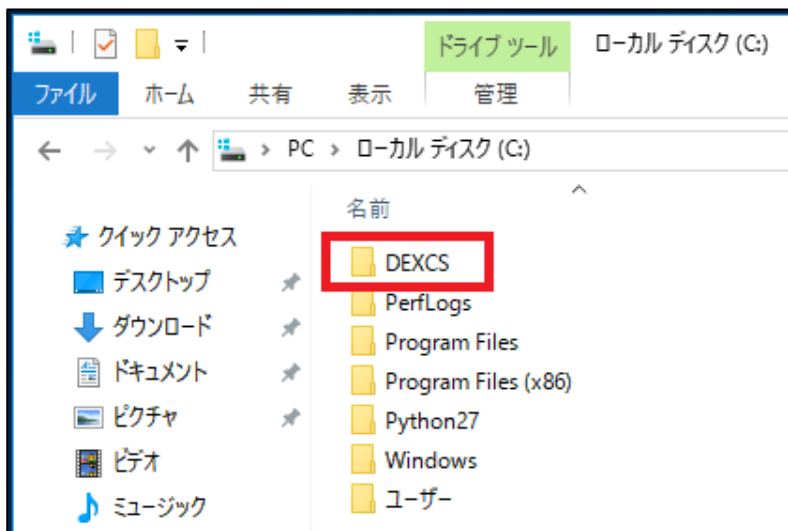 ドライブ ツール ローカル ディスク (C:)
ファイル ホーム 共有 表示 管理
PC > ローカル ディスク (C:)
名前
クイック アクセス
デスクトップ
ダウンロード
ドキュメント
ピクチャ
ビデオ
ミュージック
DEXCS
PerfLogs
Program Files
Program Files (x86)
Python27
Windows
ユーザー